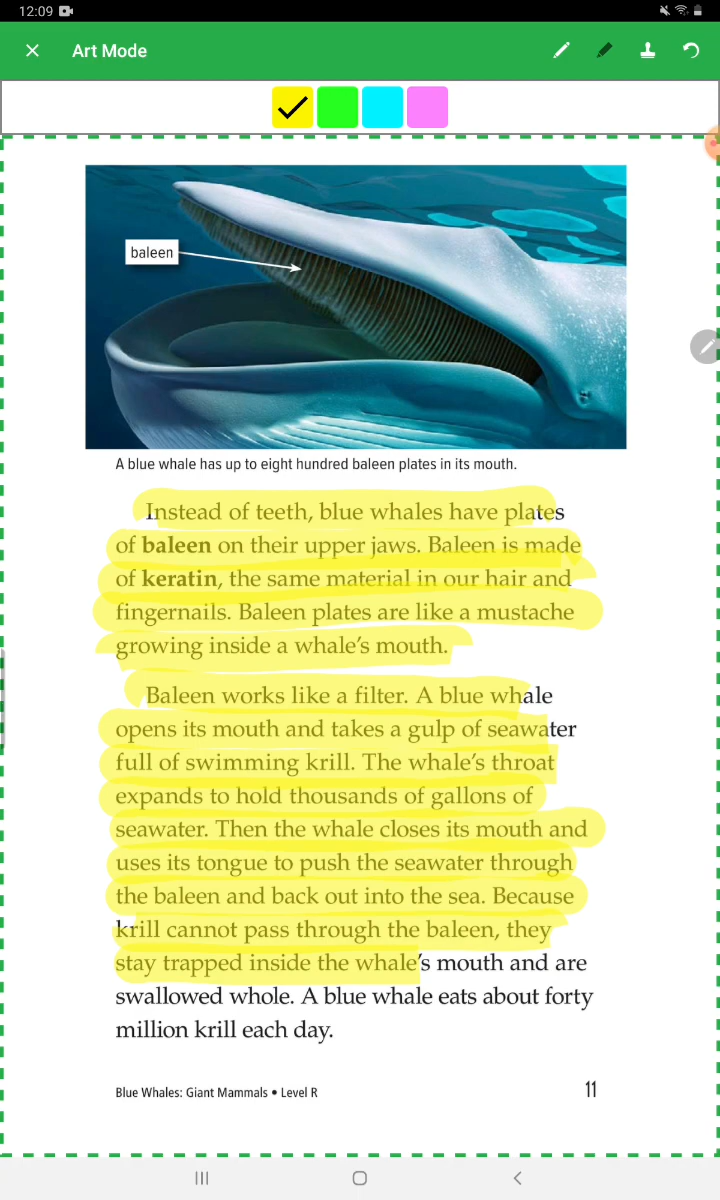 12:09
Art Mode
baleen
A blue whale has up to eight hundred baleen plates in its mouth.
Instead of teeth, blue whales have plates
of baleen on their upper jaws. Baleen is made
of keratin, the same material in our hair and
fingernails. Baleen plates are like a mustache
growing inside a whale's mouth.
Baleen works like a filter. A blue whale
opens its mouth and takes a gulp of seawater
full of swimming krill. The whale's throat
expands to hold thousands of gallons of
seawater. Then the whale closes its mouth and
uses its tongue to push the seawater through
the baleen and back out into the sea. Because
krill cannot pass through the baleen, they
stay trapped inside the whale's mouth and are
swallowed whole. A blue whale eats about forty
million krill each day.
Blue Whales: Giant Mammals • Level R
11